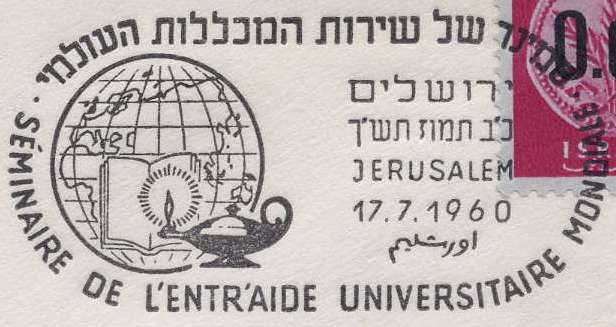 סמינר של שירות המכללות העולמי
ירושלים
כ"ב תמוז תש"ך
JERUSALEM
17.7.1960
اورشليم
· SÉMINAIRE DE L'ENTR'AIDE UNIVERSITAIRE MONDIALE ·
0.